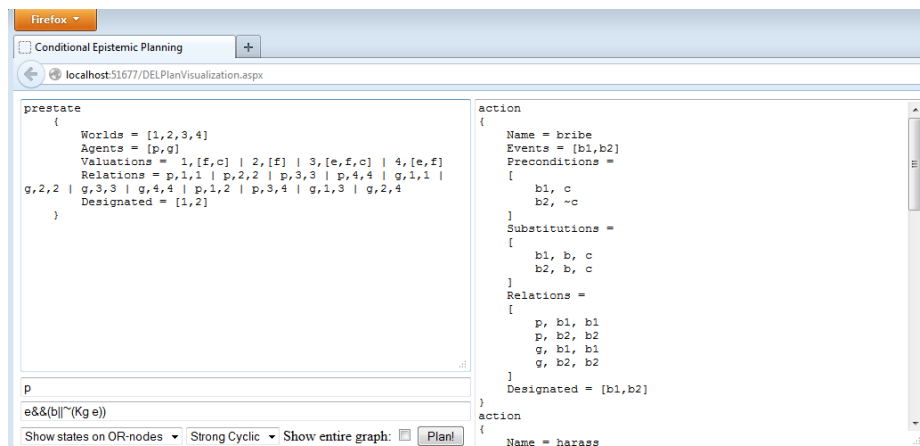 Firefox
Conditional Epistemic Planning
+
localhost:51677/DELPlanVisualization.aspx
prestate
{
Worlds = [1,2,3,4]
Agents = [p,g]
Valuations =  1,[f,c] | 2,[f] | 3,[e,f,c] | 4,[e,f]
Relations = p,1,1 | p,2,2 | p,3,3 | p,4,4 | g,1,1 |
g,2,2 | g,3,3 | g,4,4 | p,1,2 | p,3,4 | g,1,3 | g,2,4
Designated = [1,2]
}
p
e&&(b||~(Kg e))
Show states on OR-nodes
Strong Cyclic
Show entire graph:
Plan!
action
{
Name = bribe
Events = [b1,b2]
Preconditions =
[
b1, c
b2, ~c
]
Substitutions =
[
b1, b, c
b2, b, c
]
Relations =
[
p, b1, b1
p, b2, b2
g, b1, b1
g, b2, b2
]
Designated = [b1,b2]
}
action
{
Name = harass